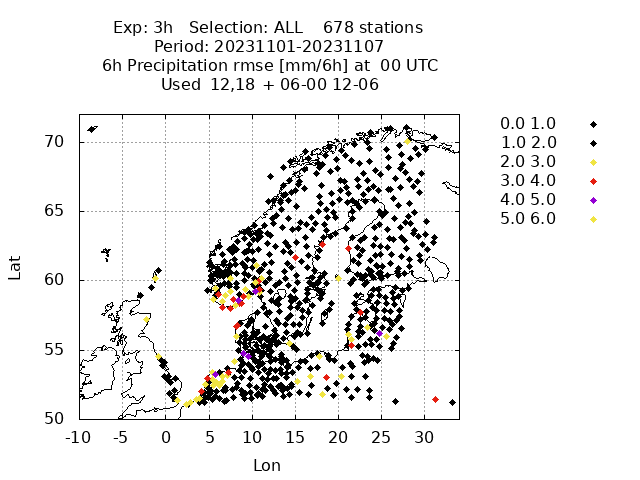 Exp: 3h   Selection: ALL    678 stations
Period: 20231101-20231107
6h Precipitation rmse [mm/6h] at  00 UTC
Used  12,18 + 06-00 12-06
0.0 1.0
1.0 2.0
2.0 3.0
3.0 4.0
4.0 5.0
5.0 6.0
Lat
70
65
60
55
50
-10 -5 0 5 10 15 20 25 30
Lon